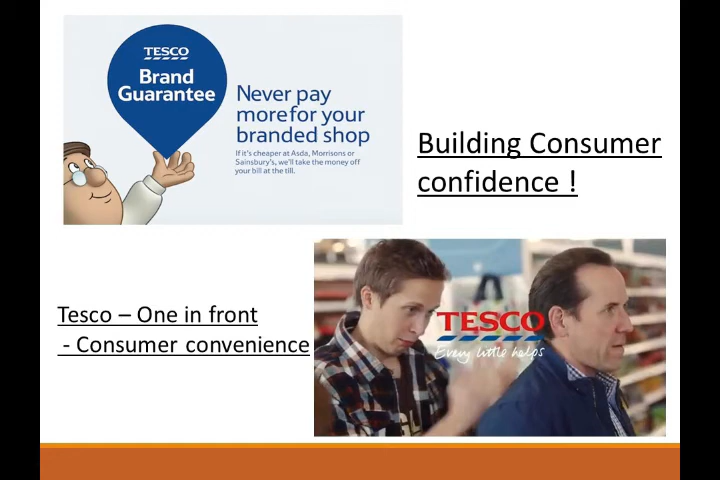 TESCO
Brand
Guarantee
Never pay
more for your
branded shop
If it's cheaper at Asda, Morrisons or
Sainsbury's, we'll take the money off
your bill at the till.
Building Consumer
confidence !
Tesco – One in front
- Consumer convenience
TESCO
Every little helps